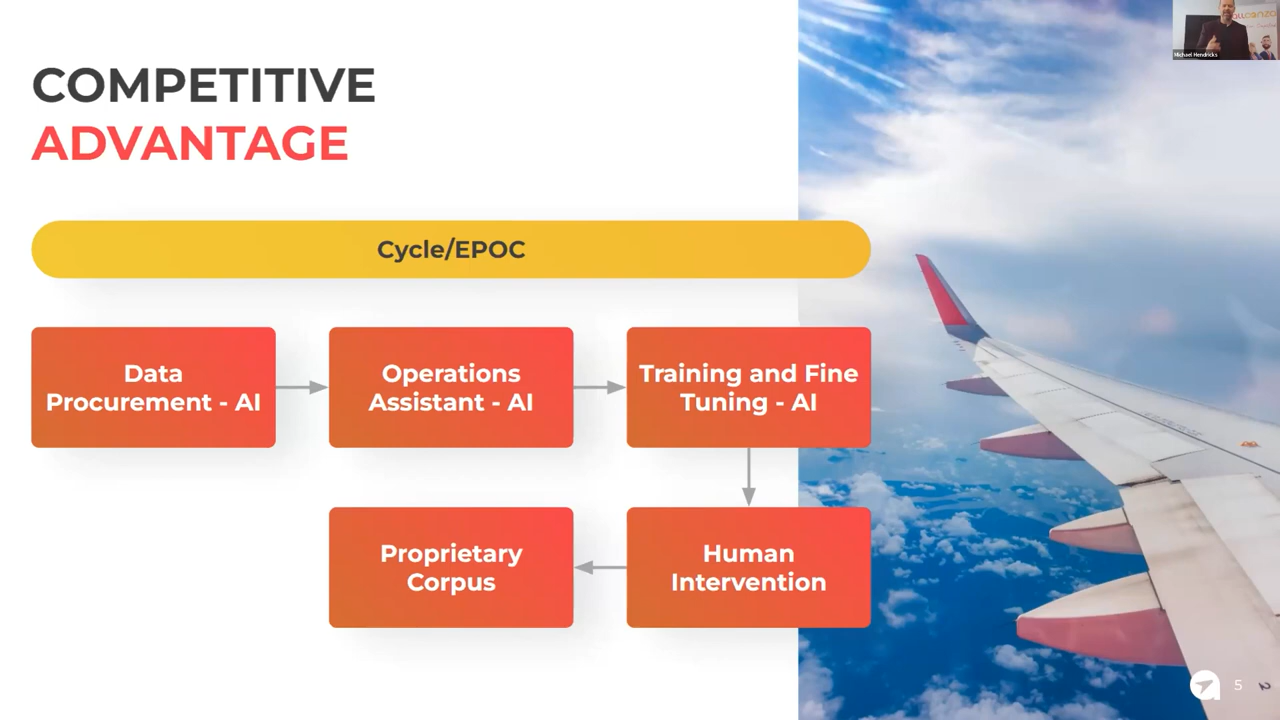 COMPETITIVE
ADVANTAGE
Cycle/EPOC
Data
Procurement - AI
Operations
Assistant - AI
Training and Fine
Tuning - AI
Proprietary
Corpus
Human
Intervention
Michael Hendricks
5